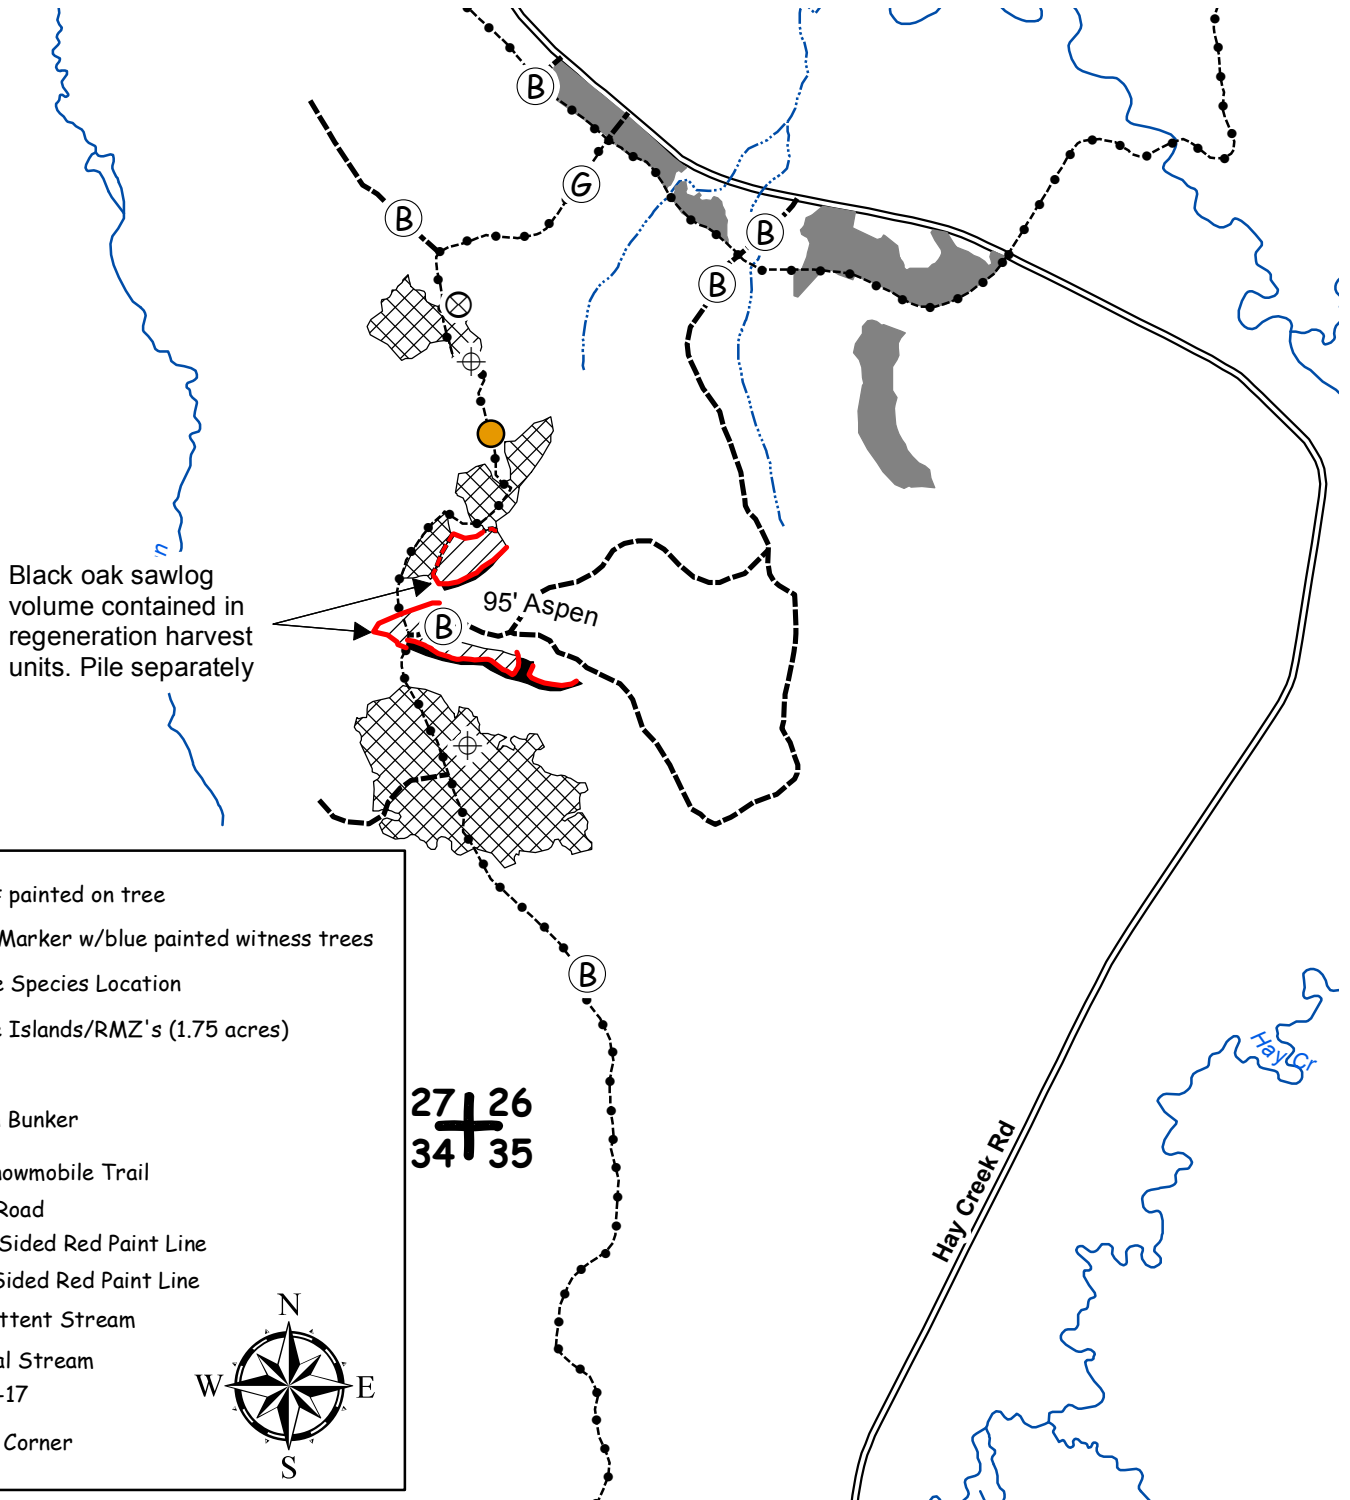 B
G
B
B
B
Black oak sawlog
volume contained in
regeneration harvest
units. Pile separately
95' Aspen
B
painted on tree
Marker w/blue painted witness trees
Species Location
Islands/RMZ's (1.75 acres)
Bunker
Trail
Road
Sided Red Paint Line
Sided Red Paint Line
Stream
Stream
-17
Corner
N
W E
S
B
27 26
34 35
Hay Creek Rd
Hay Cr